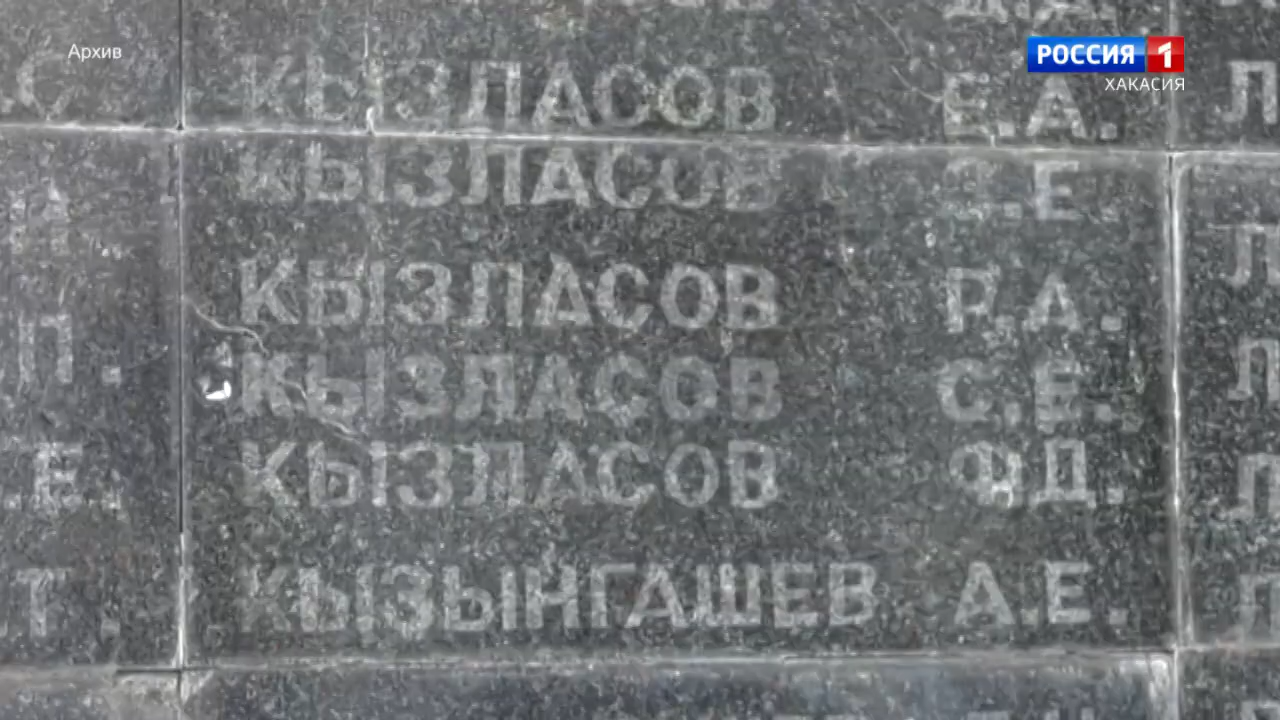 Архив
РОССИЯ 1
ХАКАСИЯ
КЫЗЛАСОВ Е.А.
КЫЗЛАСОВ
КЫЗЛАСОВ Р.А.
КЫЗЛАСОВ С.Е.
КЫЗЛАСОВ Ф.Д.
КЫЗЫНГАШЕВ А.Е.